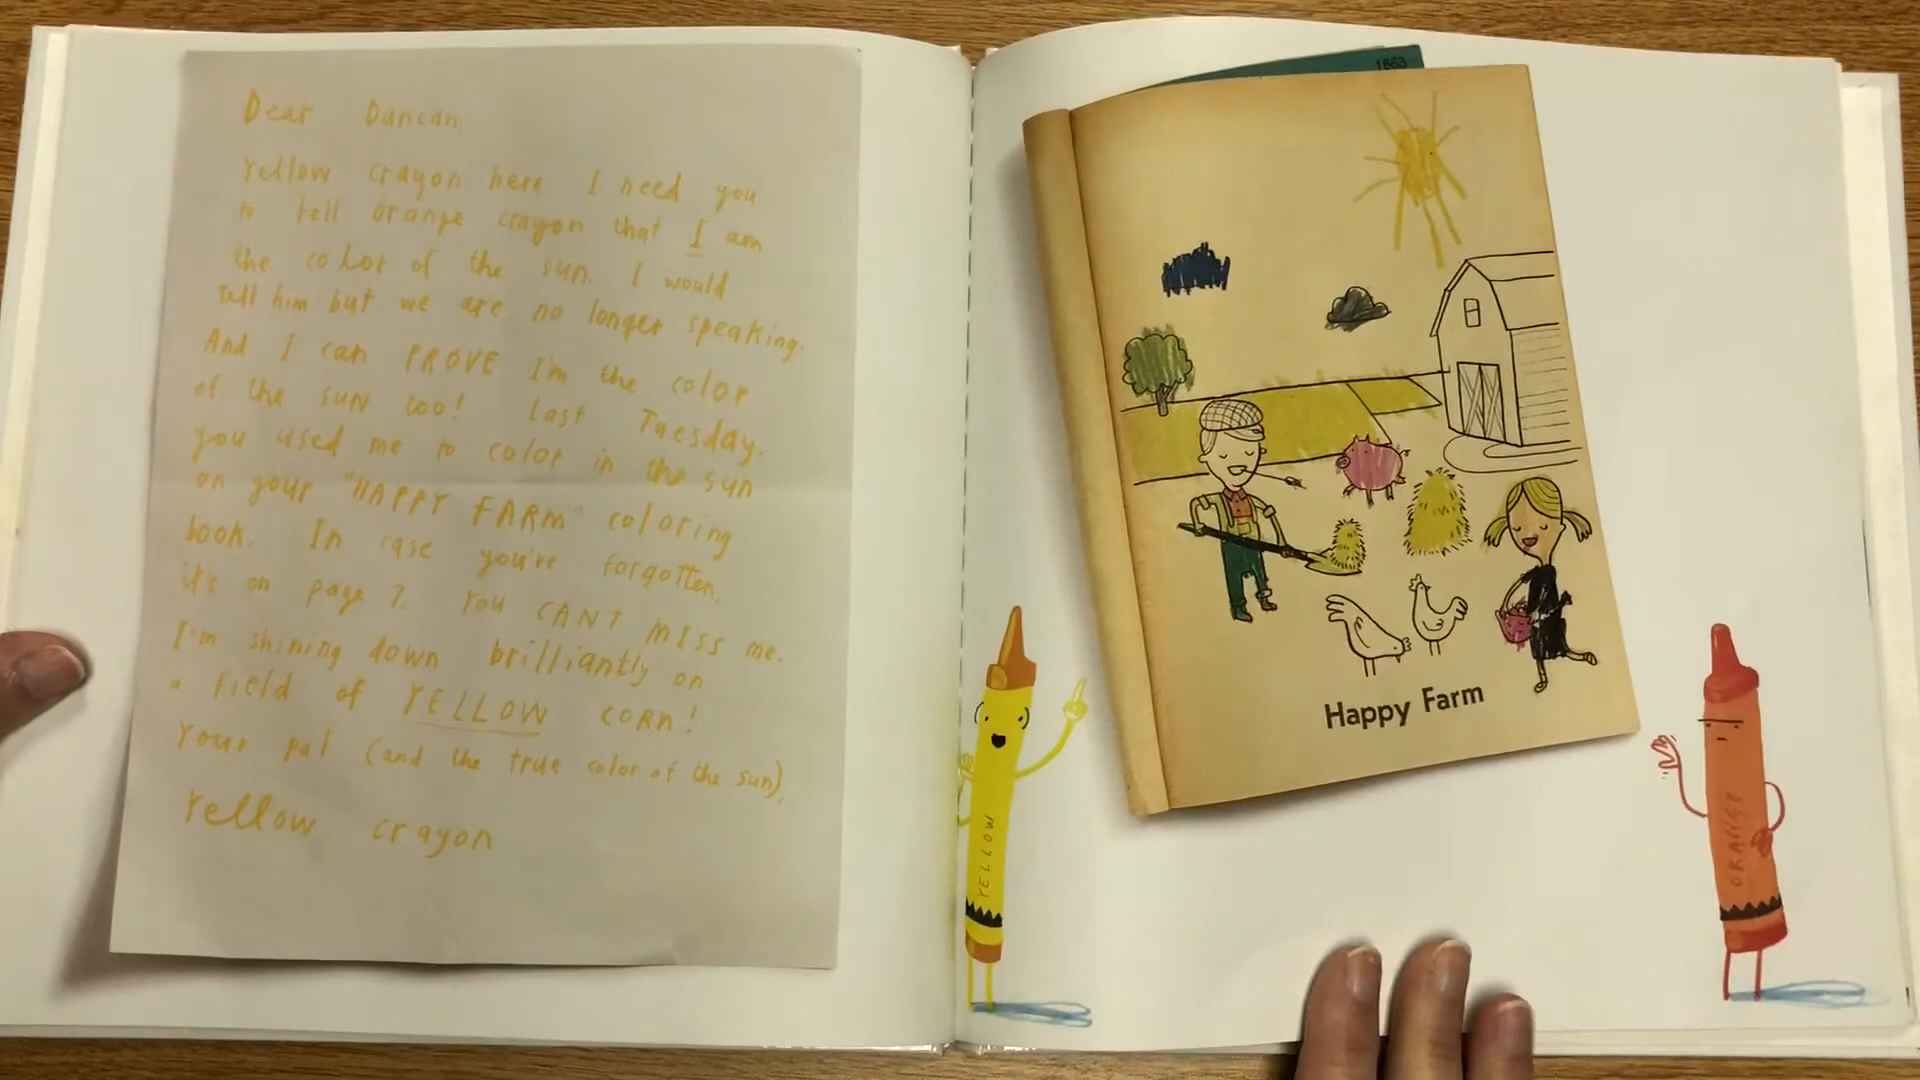 Dear Duncan,
Yellow crayon here. I need you
to tell orange crayon that I am
the color of the sun. I would
tell him but we are no longer speaking.
And I can PROVE I'm the color
of the sun too! Last Tuesday,
you used me to color in the sun
on your "HAPPY FARM" coloring
book. In case you've forgotten,
it's on page 7. YOU CAN'T MISS me.
I'm shining down brilliantly on
a field of YELLOW corn!
Your pal (and the true color of the sun),
Yellow crayon
1663
Happy Farm
YELLOW
ORANGE